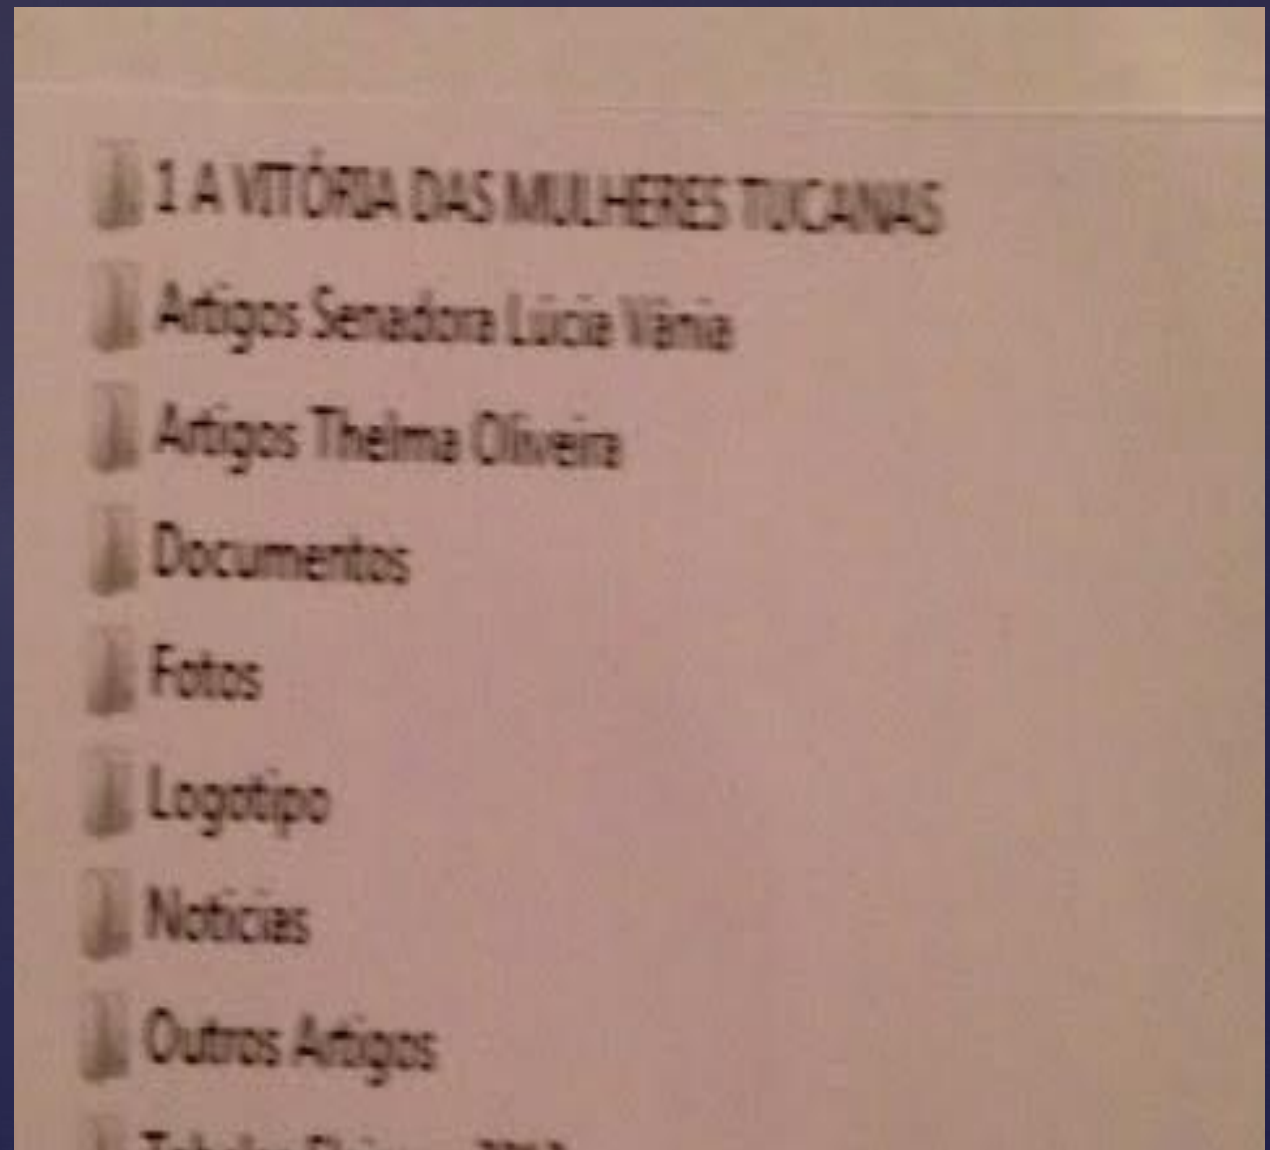 1 A VITÓRIA DAS MULHERES TUCANAS
Artigos Senadora Lúcia Vânia
Artigos Thelma Oliveira
Documentos
Fotos
Logotipo
Notícias
Outros Artigos